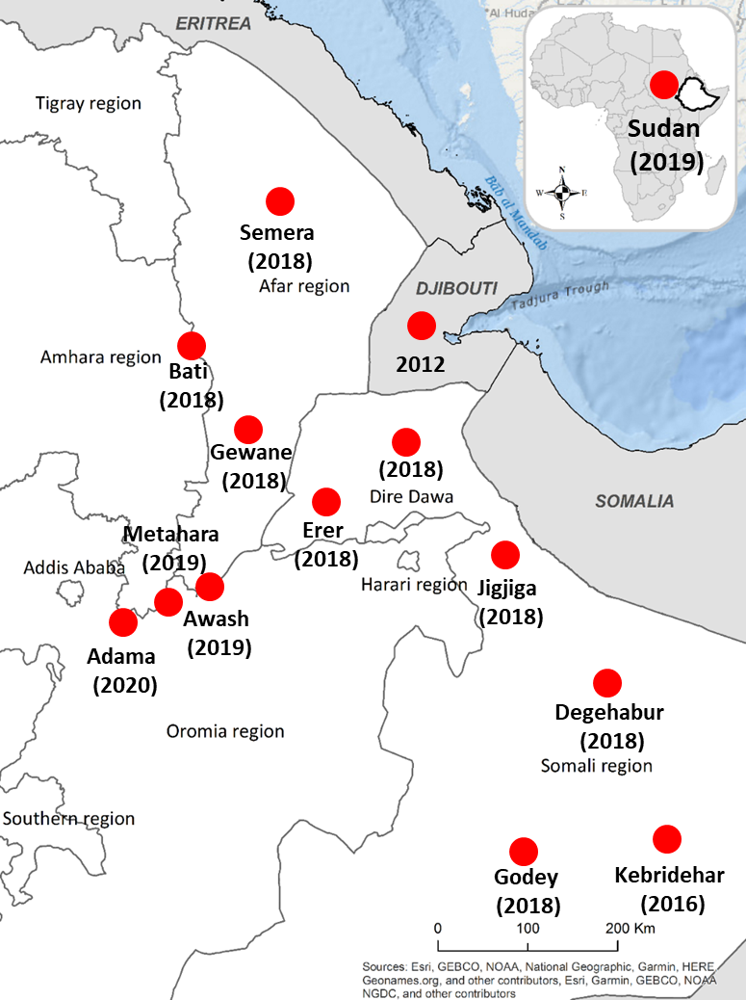 ERITREA
*Al Huda
Tigray region
Sudan
(2019)
N
W
E
S
Bāb al Mandab
Semera
(2018)
Afar region
DJIBOUTI
Tadjura Trough
2012
Amhara region
Bati
(2018)
Gewane
(2018)
(2018)
Dire Dawa
SOMALIA
Erer
(2018)
Metahara
(2019)
Addis Ababa
Harari region
Jigjiga
(2018)
Awash
(2019)
Adama
(2020)
Degehabur
(2018)
Oromia region
Somali region
Southern region
Godey
(2018)
Kebridehar
(2016)
0 100 200 Km
Sources: Esri, GEBCO, NOAA, National Geographic, Garmin, HERE,
Geonames.org, and other contributors, Esri, Garmin, GEBCO, NOAA
NGDC, and other contributors